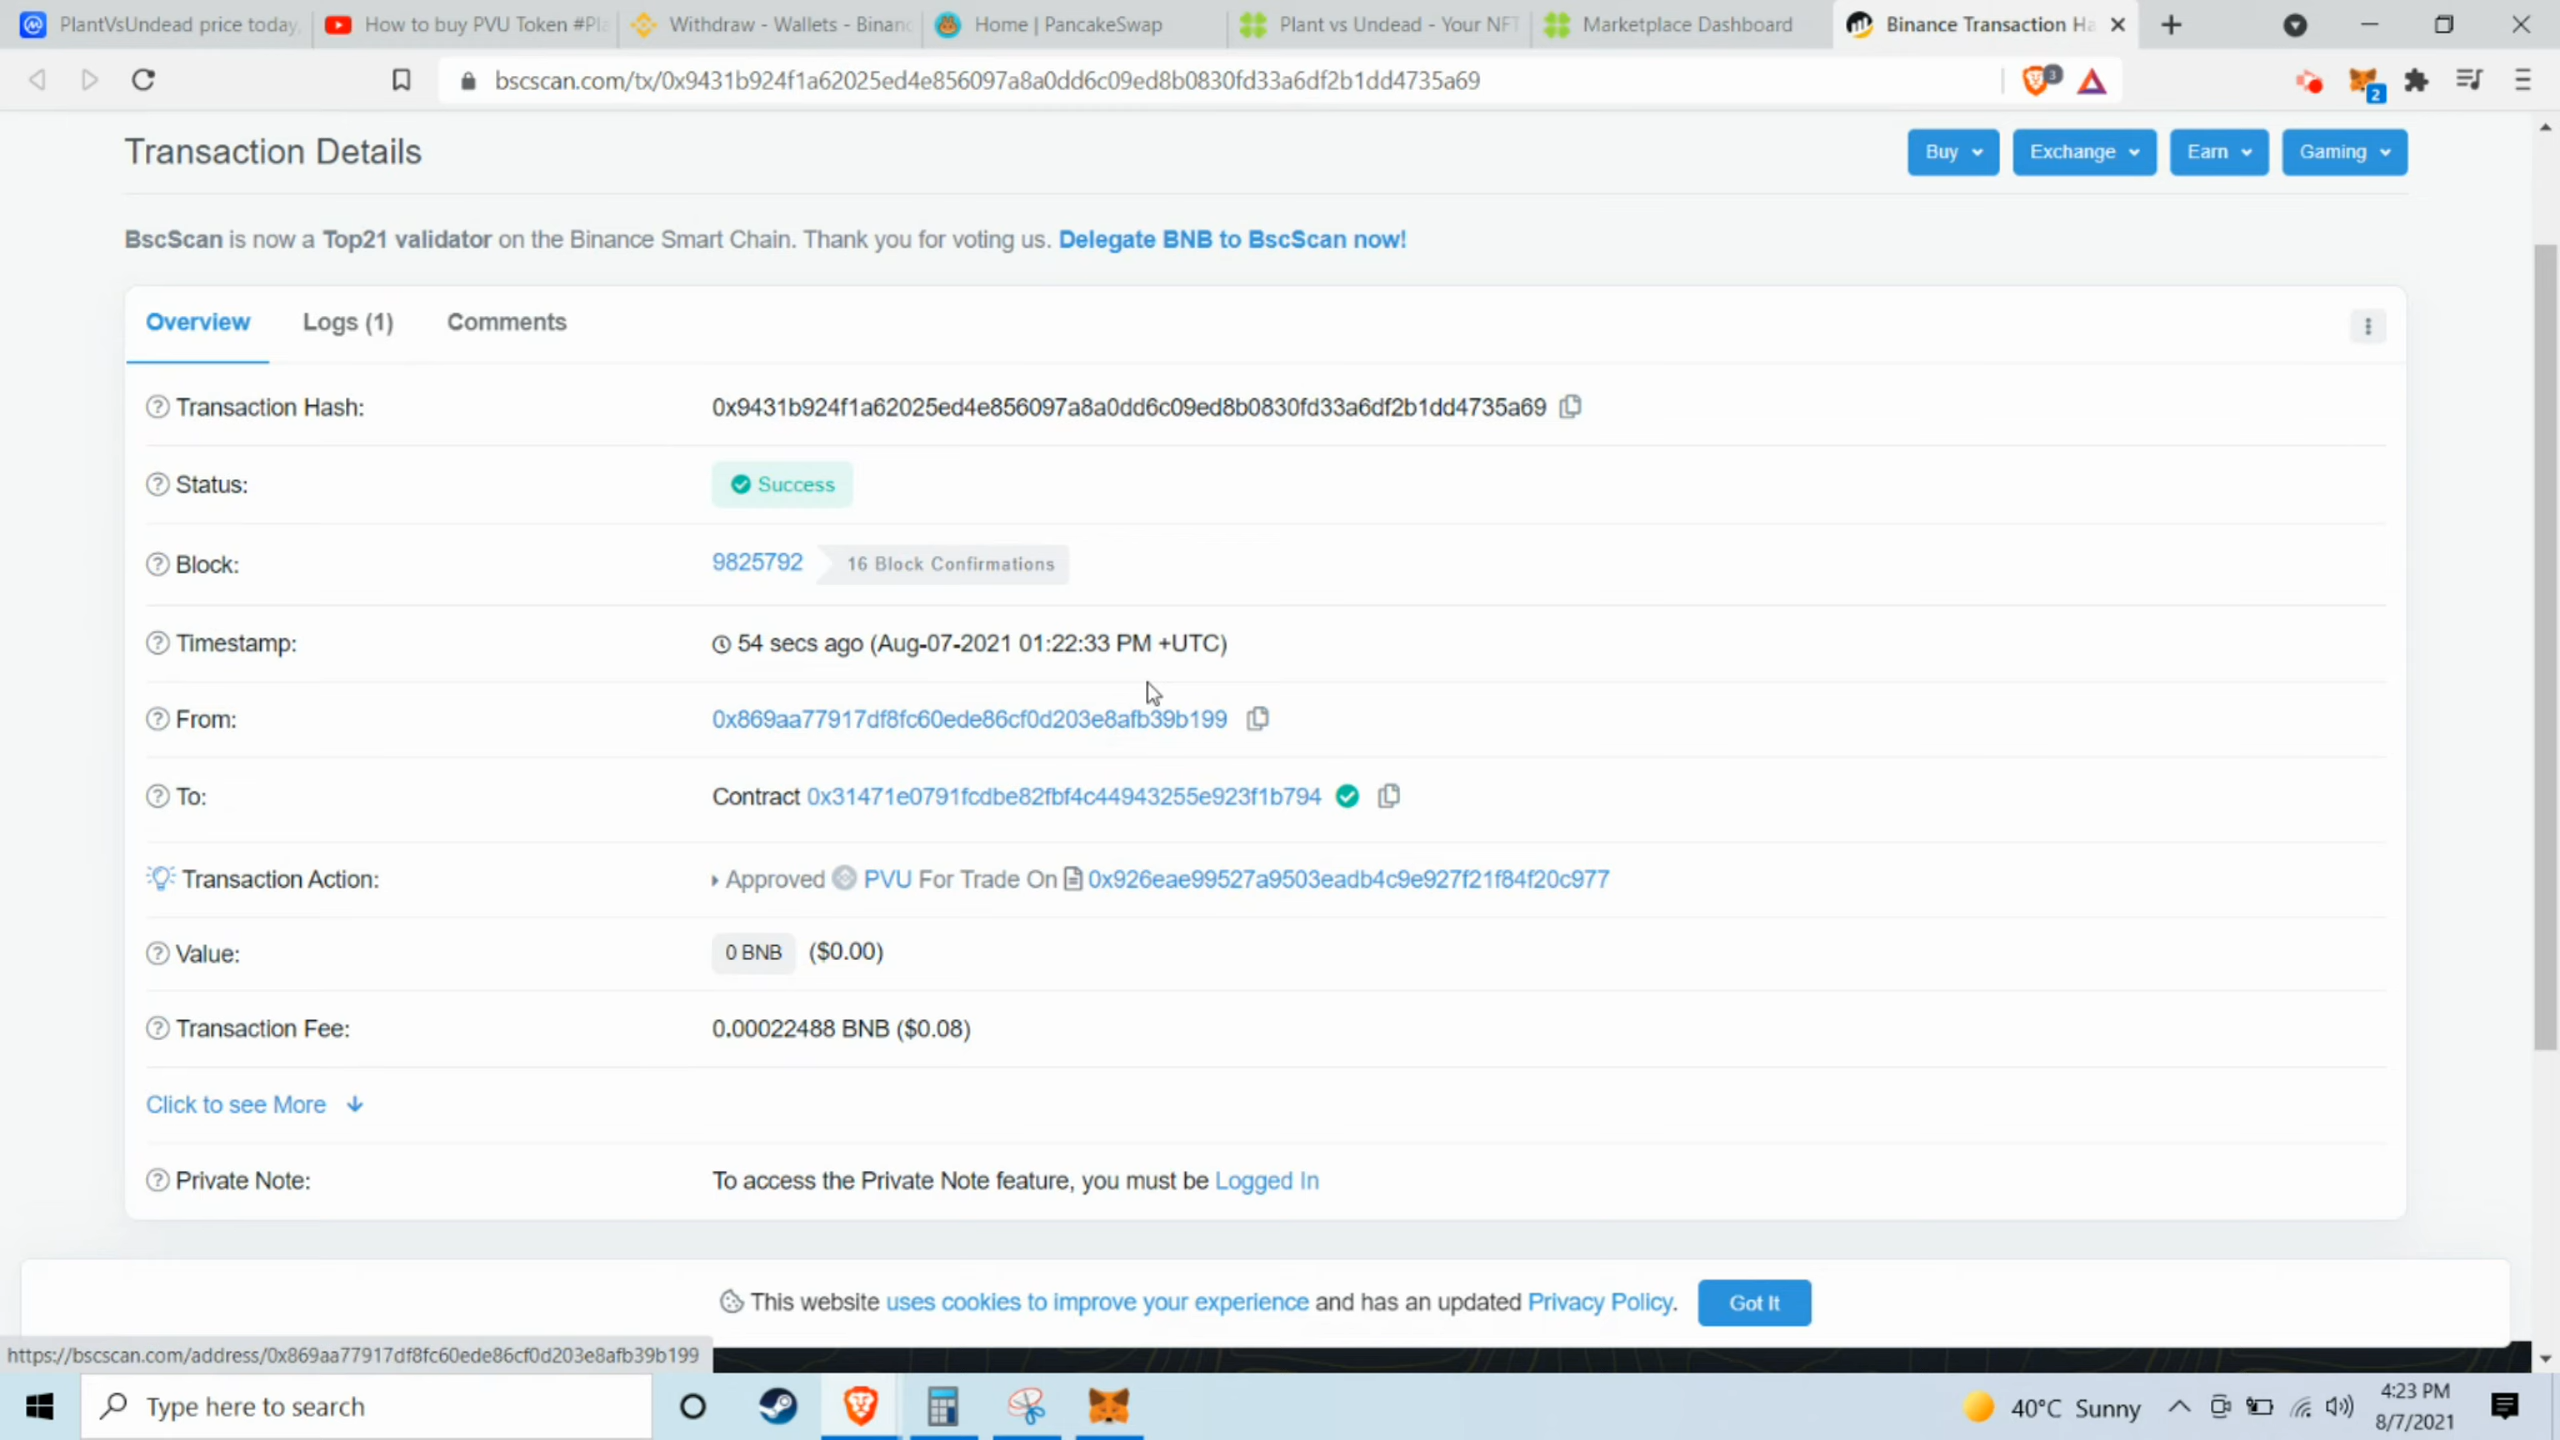 PlantVsUndead price today,
How to buy PVU Token #Pla
Withdraw - Wallets - Binanc
Home | PancakeSwap
Plant vs Undead - Your NFT
Marketplace Dashboard
Binance Transaction Ha
bscscan.com/tx/0x9431b924f1a62025ed4e856097a8a0dd6c09ed8b0830fd33a6df2b1dd4735a69
3
2
Transaction Details
Buy
Exchange
Earn
Gaming
BscScan is now a Top21 validator on the Binance Smart Chain. Thank you for voting us. Delegate BNB to BscScan now!
Overview
Logs (1)
Comments
Transaction Hash:
0x9431b924f1a62025ed4e856097a8a0dd6c09ed8b0830fd33a6df2b1dd4735a69
Status:
Success
Block:
9825792
16 Block Confirmations
Timestamp:
54 secs ago (Aug-07-2021 01:22:33 PM +UTC)
From:
0x869aa77917df8fc60ede86cf0d203e8afb39b199
To:
Contract 0x31471e0791fcdbe82fbf4c44943255e923f1b794
Transaction Action:
Approved PVU For Trade On 0x926eae99527a9503eadb4c9e927f21f84f20c977
Value:
0 BNB ($0.00)
Transaction Fee:
0.00022488 BNB ($0.08)
Click to see More
Private Note:
To access the Private Note feature, you must be Logged In
This website uses cookies to improve your experience and has an updated Privacy Policy.
Got It
https://bscscan.com/address/0x869aa77917df8fc60ede86cf0d203e8afb39b199
Type here to search
40°C Sunny
4:23 PM
8/7/2021